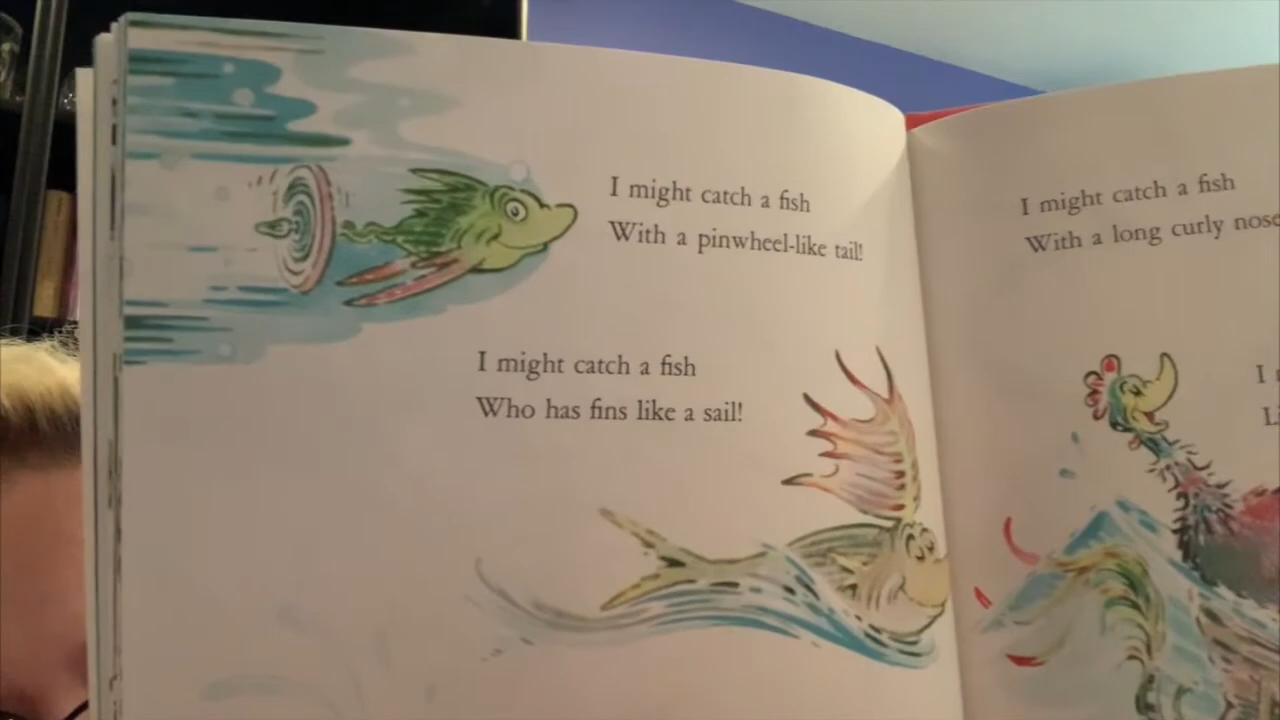 I might catch a fish
With a pinwheel-like tail!
I might catch a fish
Who has fins like a sail!
I might catch a fish
With a long curly nose
I